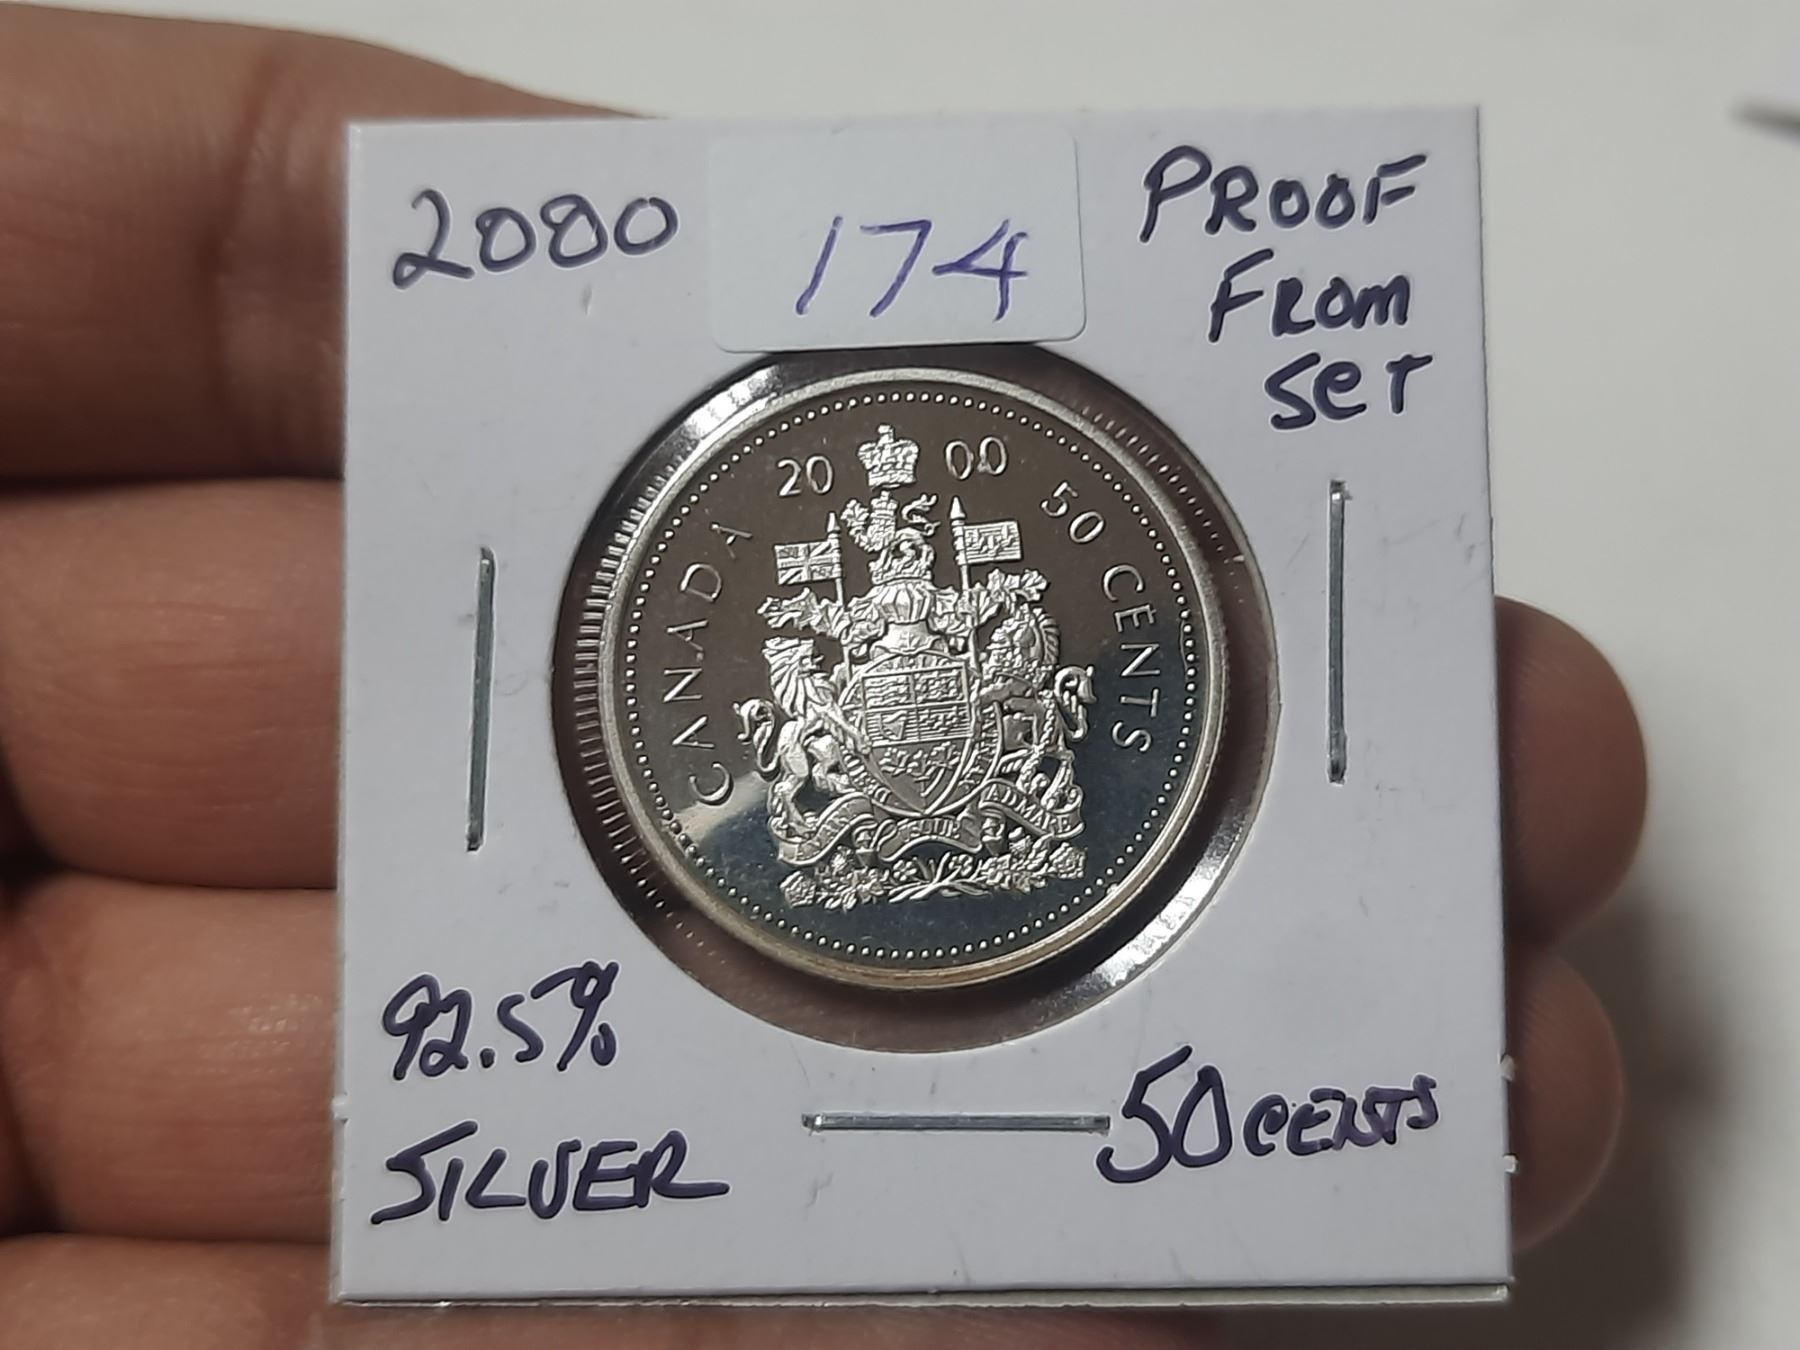 2000
174
PROOF
FROM
SET
20 00
CANADA
50 CENTS
92.5%
SILVER
50 CENTS